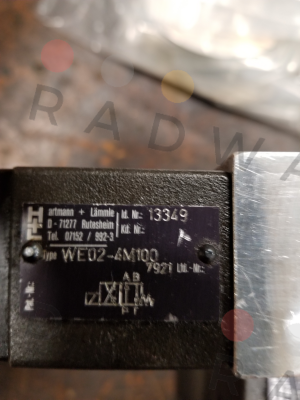 RADWA
H artmann + Lämmle Id. Nr.: 13349
D - 71277 Rutesheim Kd. Nr.:
Tel. 07152 / 992-3
Type WE02-4M100
7921 Lfd.-Nr.:
A B